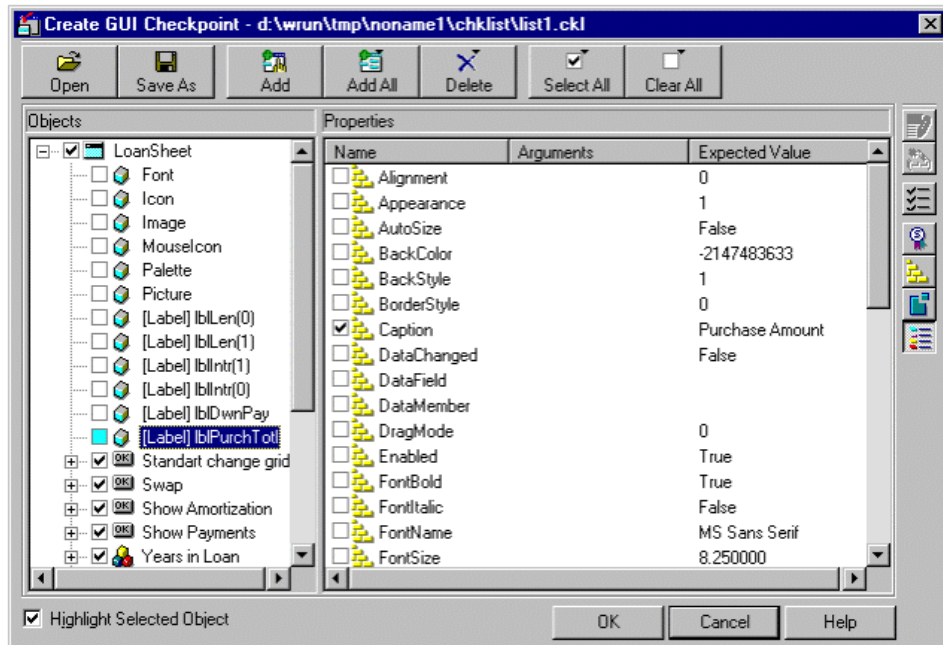 Create GUI Checkpoint - d:\wrun\tmp\noname1\chklist\list1.ckl
Open Save As Add Add All Delete Select All Clear All
Objects Properties
LoanSheet
Font
Icon
Image
MouseIcon
Palette
Picture
[Label] lblLen(0)
[Label] lblLen(1)
[Label] lblIntr(1)
[Label] lblIntr(0)
[Label] lblDwnPay
[Label] lblPurchTotl
OK Standart change grid
OK Swap
OK Show Amortization
OK Show Payments
Years in Loan
Name Arguments Expected Value
Alignment 0
Appearance 1
AutoSize False
BackColor -2147483633
BackStyle 1
BorderStyle 0
Caption Purchase Amount
DataChanged False
DataField
DataMember
DragMode 0
Enabled True
FontBold True
FontItalic False
FontName MS Sans Serif
FontSize 8.250000
Highlight Selected Object
OK Cancel Help